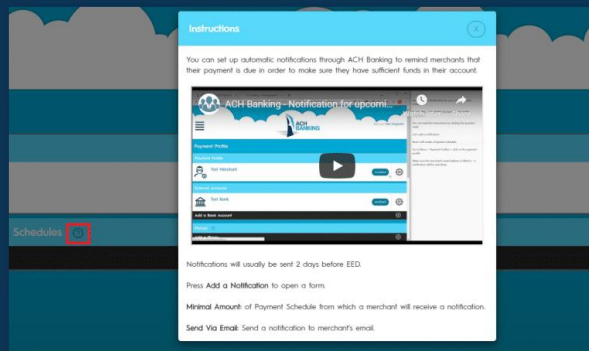 Instructions
X
You can set up automatic notifications through ACH Banking to remind merchants that
their payment is due in order to make sure they have sufficient funds in their account.
ACH Banking - Notification for upcomi...
ACH
BANKING
Payment Profile
Test Merchant
Test Bank
Add a Bank Account
Schedules
Notifications will usually be sent 2 days before EED.
Press Add a Notification to open a form.
Minimal Amount: of Payment Schedule from which a merchant will receive a notification.
Send Via Email: Send a notification to merchant's email.